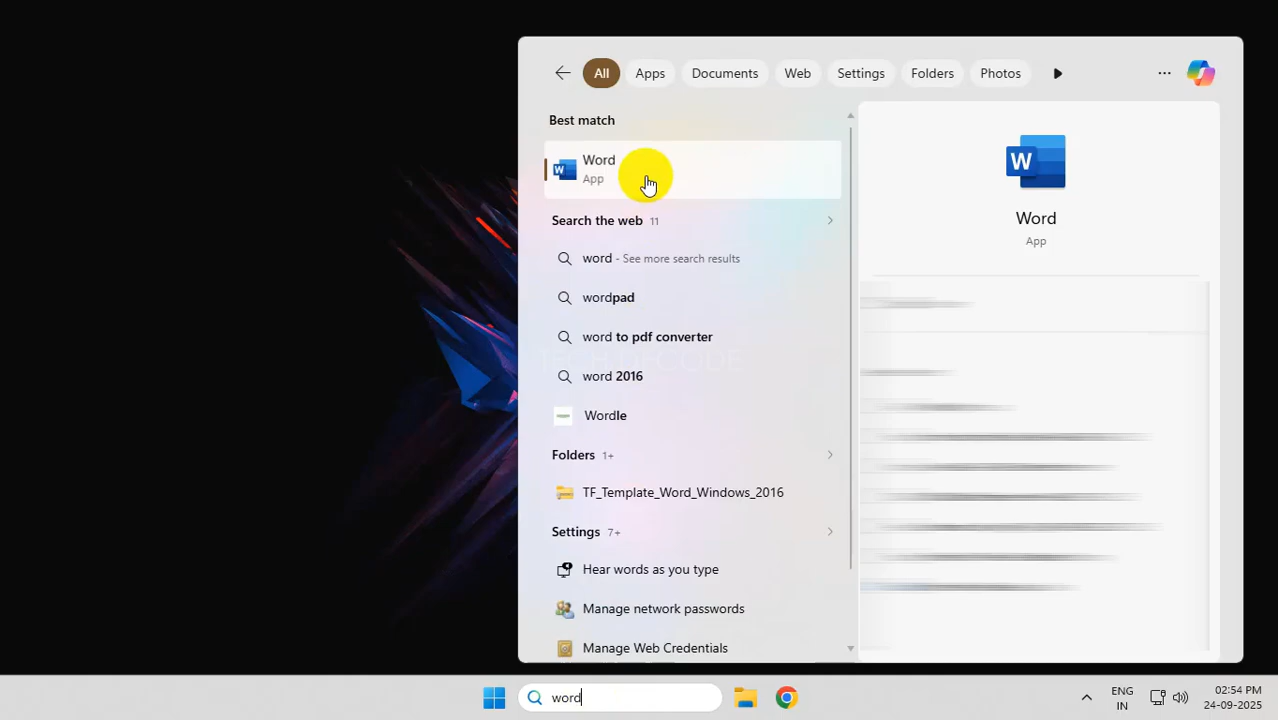 All Apps Documents Web Settings Folders Photos
Best match
Word
App
Search the web 11
word - See more search results
wordpad
word to pdf converter
word 2016
Wordle
Folders 1+
TF_Template_Word_Windows_2016
Settings 7+
Hear words as you type
Manage network passwords
Manage Web Credentials
W
Word
App
TECH DECODE
word
ENG
IN
02:54 PM
24-09-2025